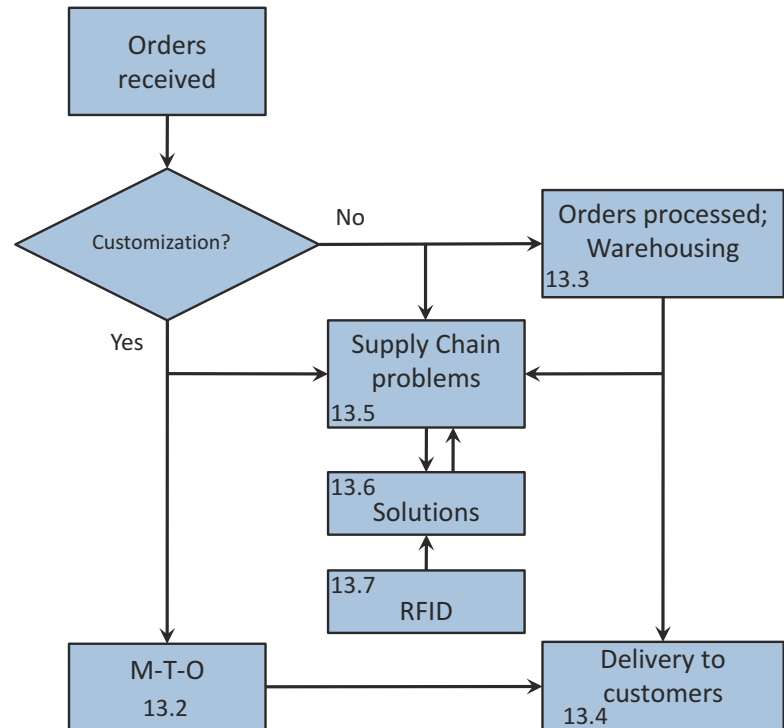 Orders
received
Customization?
No
Orders processed;
Warehousing
13.3
Yes
Supply Chain
problems
13.5
13.6
Solutions
13.7
RFID
M-T-O
13.2
Delivery to
customers
13.4